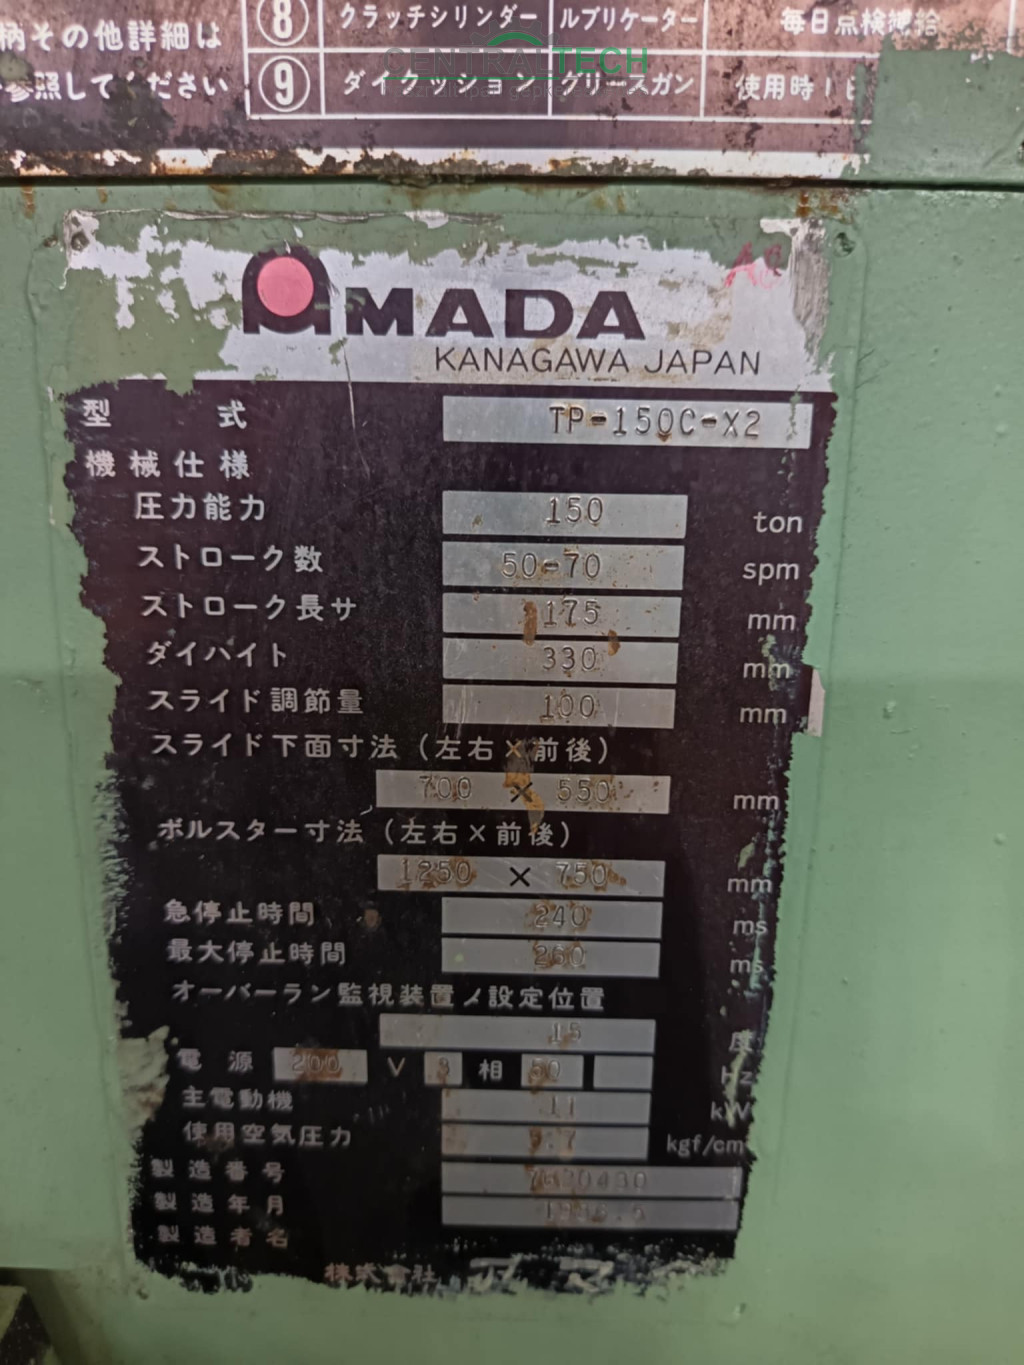 ⑧ クラッチシリンダー ルブリケーター 毎日点検補給
柄その他詳細は
CENTRAL TECH
参照してください
⑨ ダイクッション グリースガン 使用時1
AMADA
KANAGAWA JAPAN
型式 TP-150C-X2
機械仕様
圧力能力 150 ton
ストローク数 50-70 spm
ストローク長サ 175 mm
ダイハイト 330 mm
スライド調節量 100 mm
スライド下面寸法(左右×前後)
700 × 550 mm
ボルスター寸法(左右×前後)
1250 × 750 mm
急停止時間 240 ms
最大停止時間 260 ms
オーバーラン監視装置ノ設定位置
15 度
電源 200 V 3 相 50 Hz
主電動機 11 kW
使用空気圧力 kgf/cm
製造番号
製造年月
製造者名
株式会社